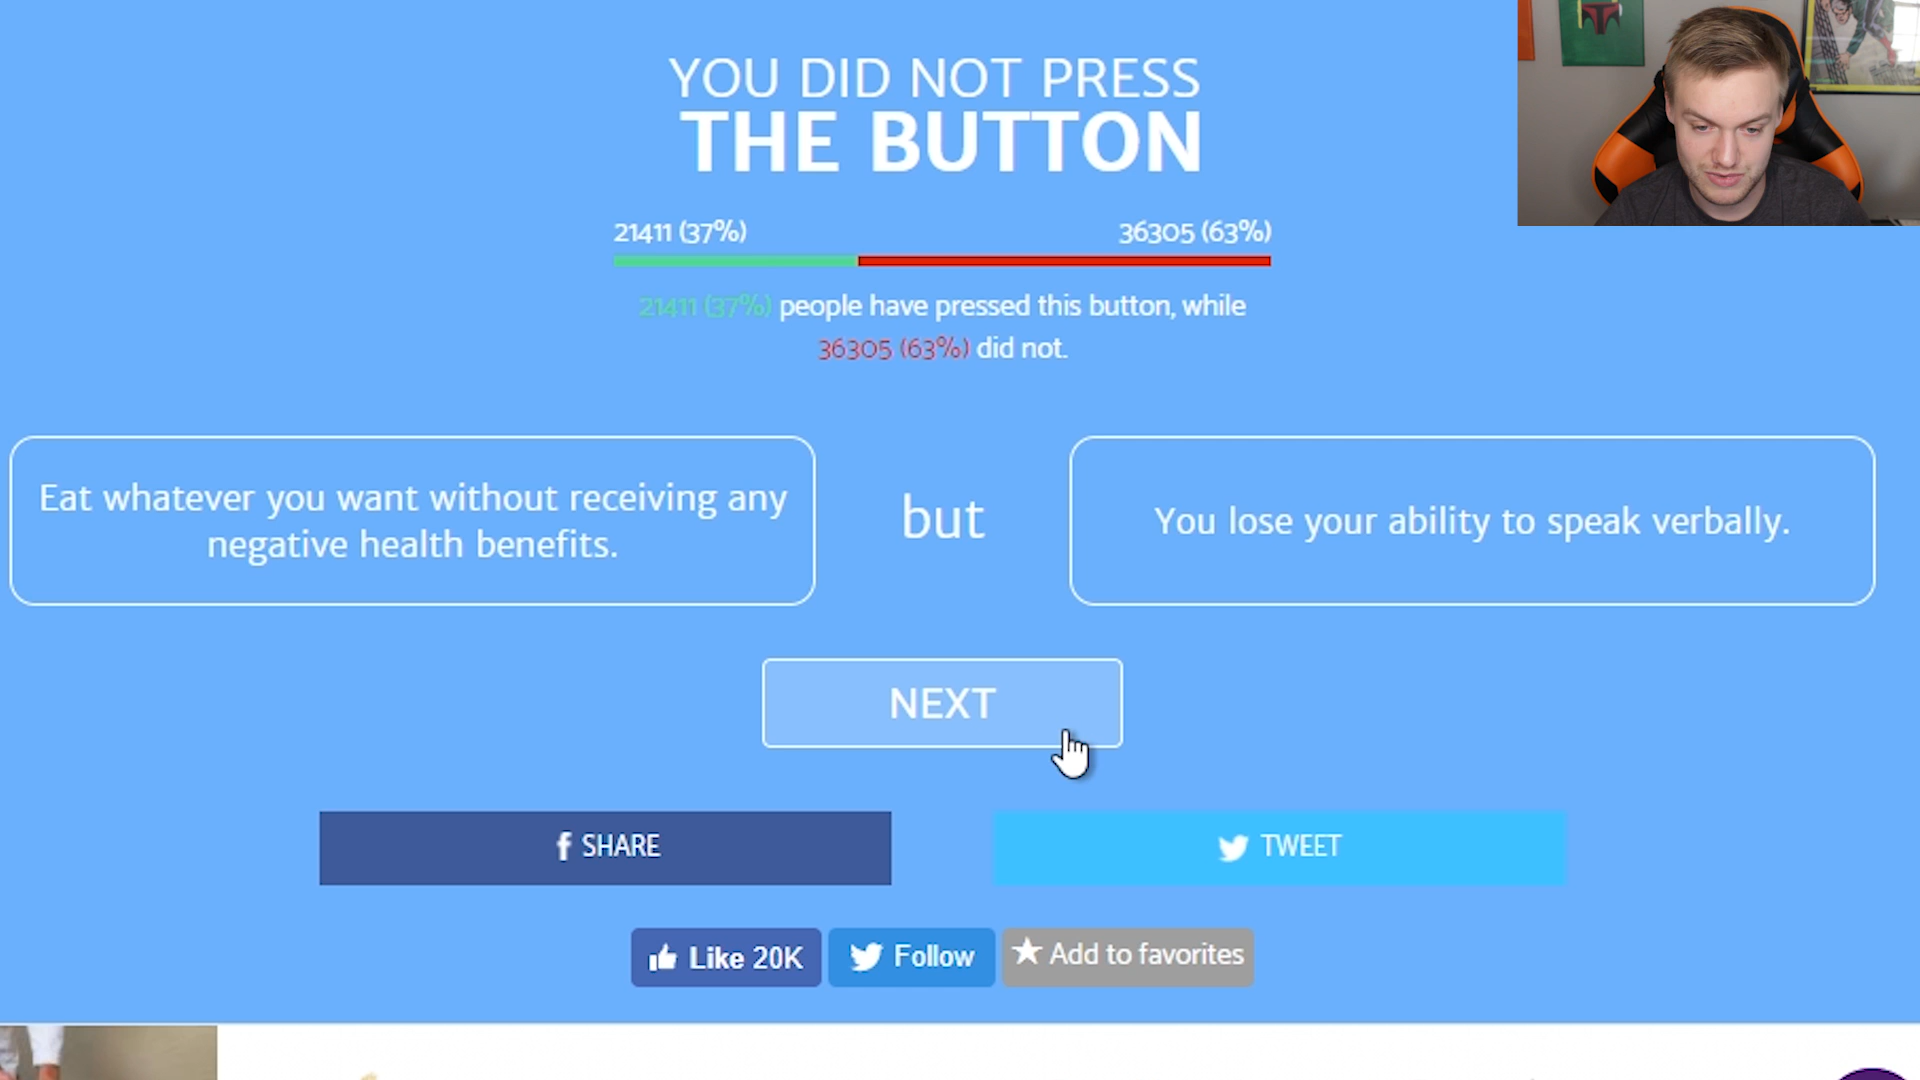 YOU DID NOT PRESS
THE BUTTON
21411 (37%) 36305 (63%)
21411 (37%) people have pressed this button, while
36305 (63%) did not.
Eat whatever you want without receiving any
negative health benefits.
but
You lose your ability to speak verbally.
NEXT
f SHARE
TWEET
Like 20K
Follow
Add to favorites